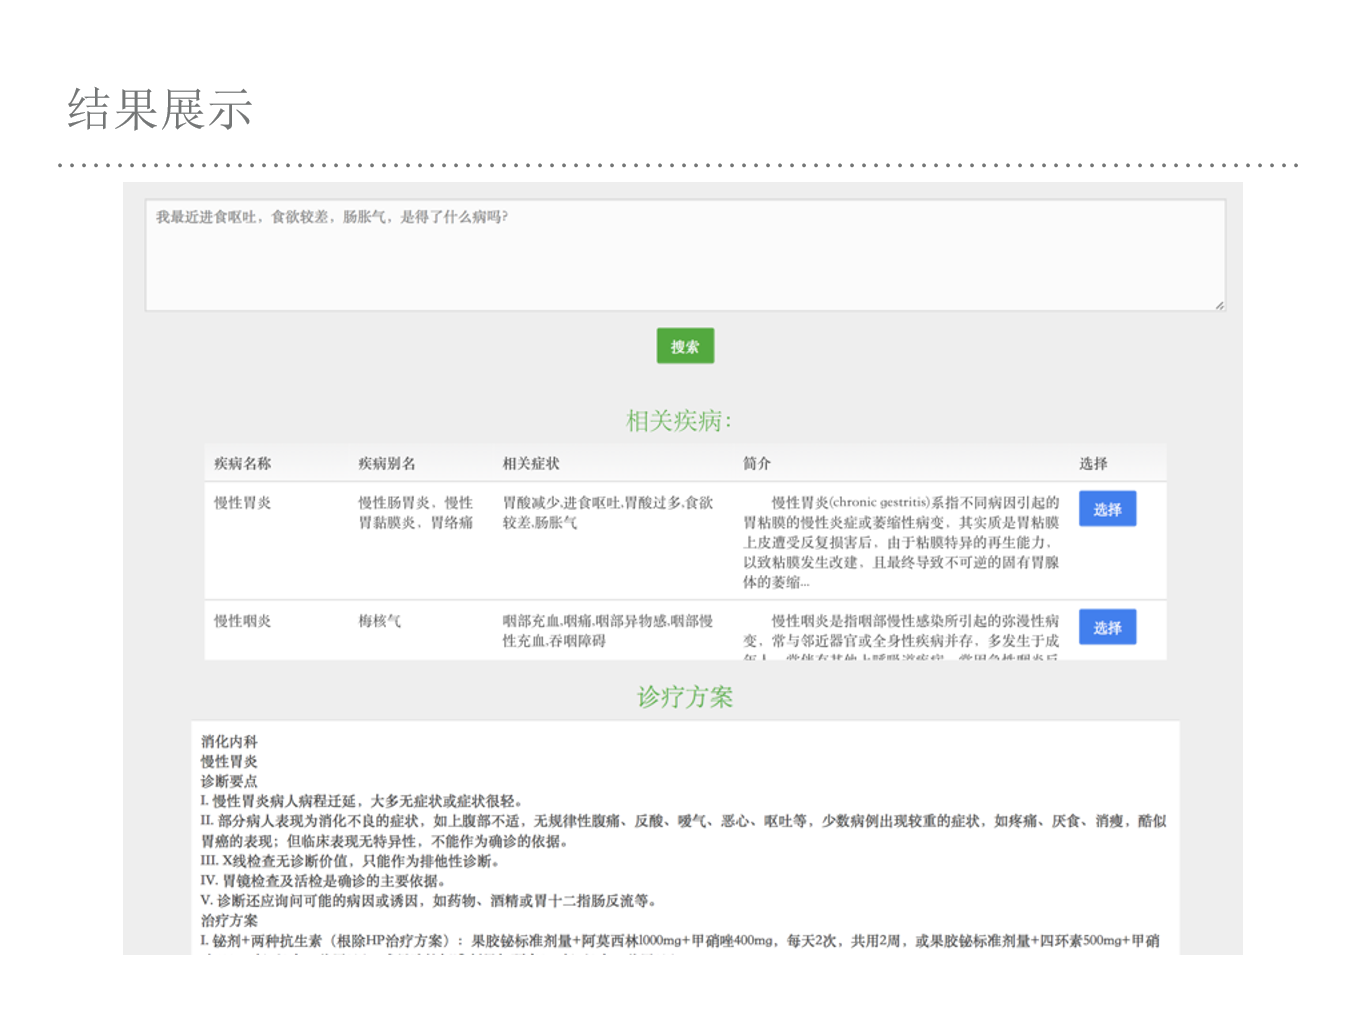 结果展示
我最近进食呕吐，食欲较差，肠胀气，是得了什么病吗?
搜索
相关疾病:
疾病名称 疾病别名 相关症状 简介 选择
慢性胃炎 慢性肠胃炎、慢性 胃酸减少,进食呕吐,胃酸过多,食欲 慢性胃炎(chronic gestritis)系指不同病因引起的 选择
胃黏膜炎，胃络痛 较差,肠胀气 胃粘膜的慢性炎症或萎缩性病变，其实质是胃粘膜
上皮遭受反复损害后，由于粘膜特异的再生能力，
以致粘膜发生改建，且最终导致不可逆的固有胃腺
体的萎缩...
慢性咽炎 梅核气 咽部充血,咽痛,咽部异物感,咽部慢 慢性咽炎是指咽部慢性感染所引起的弥漫性病 选择
性充血,吞咽障碍 变，常与邻近器官或全身性疾病并存，多发生于成
诊疗方案
消化内科
慢性胃炎
诊断要点
I. 慢性胃炎病人病程迁延，大多无症状或症状很轻。
II. 部分病人表现为消化不良的症状，如上腹部不适，无规律性腹痛、反酸、嗳气、恶心、呕吐等，少数病例出现较重的症状，如疼痛、厌食、消瘦，酷似
胃癌的表现；但临床表现无特异性，不能作为确诊的依据。
III. X线检查无诊断价值，只能作为排他性诊断。
IV. 胃镜检查及活检是确诊的主要依据。
V. 诊断还应询问可能的病因或诱因，如药物、酒精或胃十二指肠反流等。
治疗方案
I. 铋剂+两种抗生素（根除HP治疗方案）：果胶铋标准剂量+阿莫西林1000mg+甲硝唑400mg，每天2次，共用2周，或果胶铋标准剂量+四环素500mg+甲硝